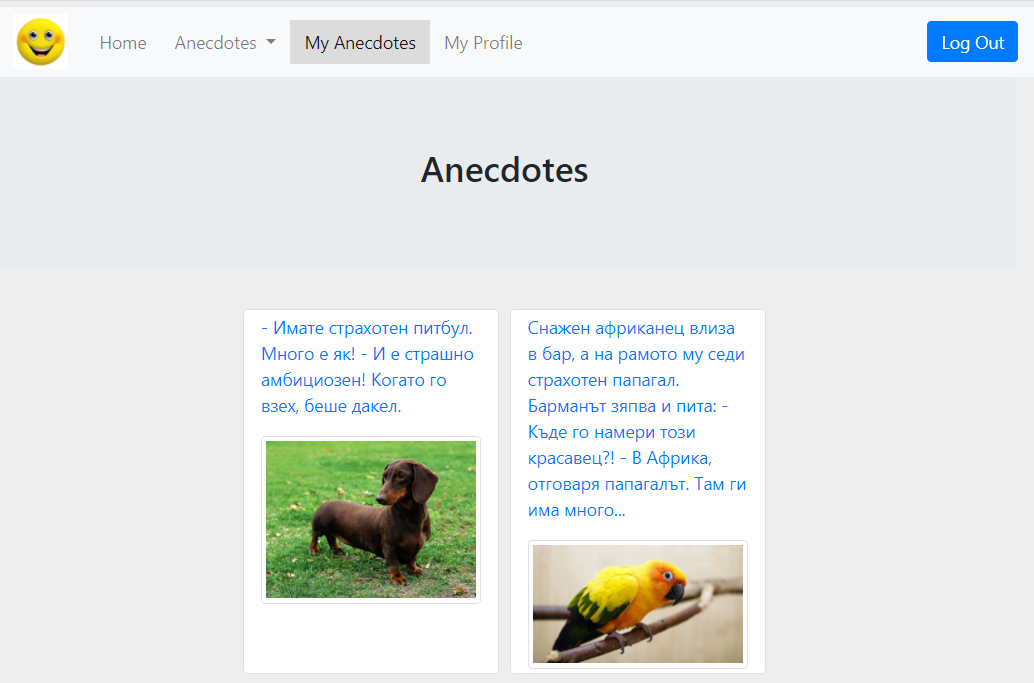 Home
Anecdotes
My Anecdotes
My Profile
Log Out
Anecdotes
- Имате страхотен питбул.
Много е як! - И е страшно
амбициозен! Когато го
взех, беше дакел.
Снажен африканец влиза
в бар, а на рамото му седи
страхотен папагал.
Барманът зяпва и пита: -
Къде го намери този
красавец?! - В Африка,
отговаря папагалът. Там ги
има много...